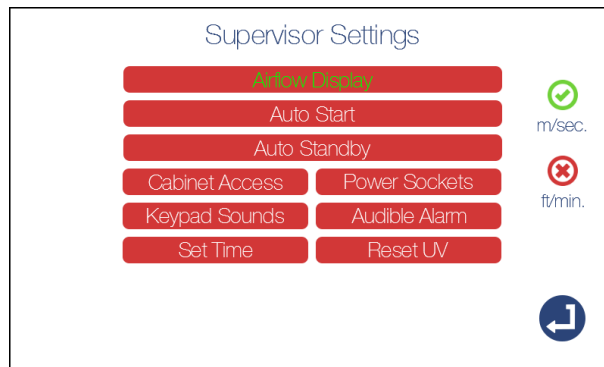 Supervisor Settings
Airflow Display
Auto Start
Auto Standby
Cabinet Access
Power Sockets
Keypad Sounds
Audible Alarm
Set Time
Reset UV
m/sec.
ft/min.